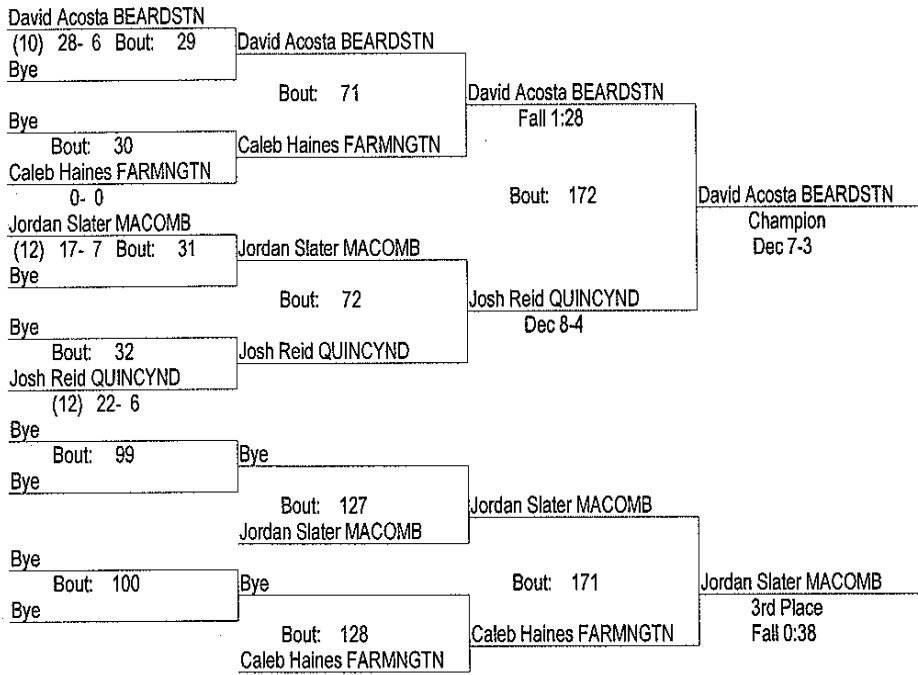 David Acosta BEARDSTN
(10) 28- 6 Bout: 29
Bye
David Acosta BEARDSTN
Bout: 71
Bye
Bout: 30
Caleb Haines FARMNGTN
0- 0
Caleb Haines FARMNGTN
David Acosta BEARDSTN
Fall 1:28
Bout: 172
David Acosta BEARDSTN
Champion
Dec 7-3
Jordan Slater MACOMB
(12) 17- 7 Bout: 31
Bye
Jordan Slater MACOMB
Bout: 72
Bye
Bout: 32
Josh Reid QUINCYND
(12) 22- 6
Josh Reid QUINCYND
Josh Reid QUINCYND
Dec 8-4
Bye
Bout: 99
Bye
Bye
Bout: 127
Jordan Slater MACOMB
Jordan Slater MACOMB
Bye
Bout: 100
Bye
Bye
Bout: 128
Caleb Haines FARMNGTN
Bout: 171
Caleb Haines FARMNGTN
Jordan Slater MACOMB
3rd Place
Fall 0:38